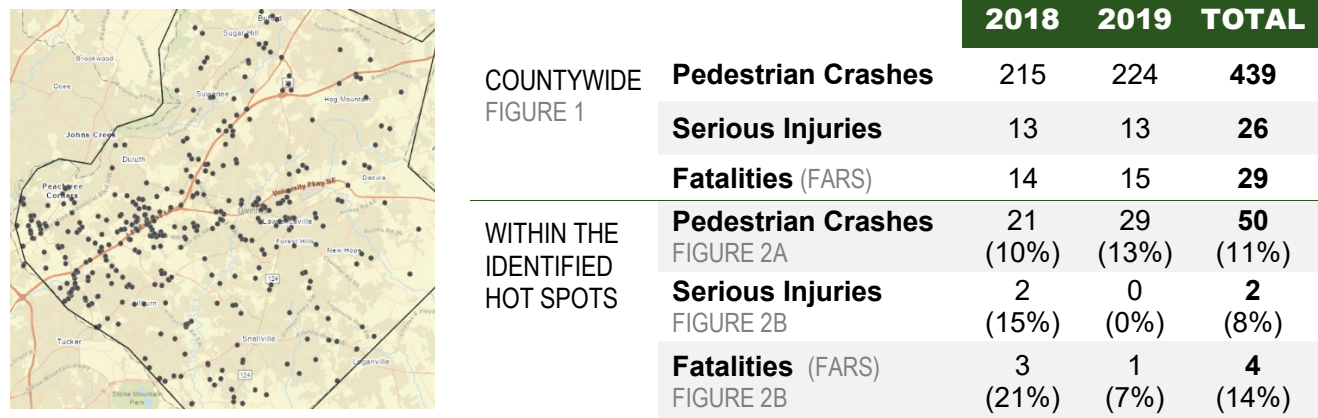 Buford
Sugar Hill
Brookwood
Ocee
Suwanee
Hog Mountain
Johns Creek
Duluth
Dacula
Peachtree
Corners
University Pkwy NE
Lawrenceville
Forest Hills
New Hope
124
Lilburn
Tucker
Snellville
Loganville
124
Stone Mountain
Park
2018 2019 TOTAL
COUNTYWIDE
FIGURE 1
Pedestrian Crashes 215 224 439
Serious Injuries 13 13 26
Fatalities (FARS) 14 15 29
WITHIN THE
IDENTIFIED
HOT SPOTS
Pedestrian Crashes 21 29 50
FIGURE 2A (10%) (13%) (11%)
Serious Injuries 2 0 2
FIGURE 2B (15%) (0%) (8%)
Fatalities (FARS) 3 1 4
FIGURE 2B (21%) (7%) (14%)